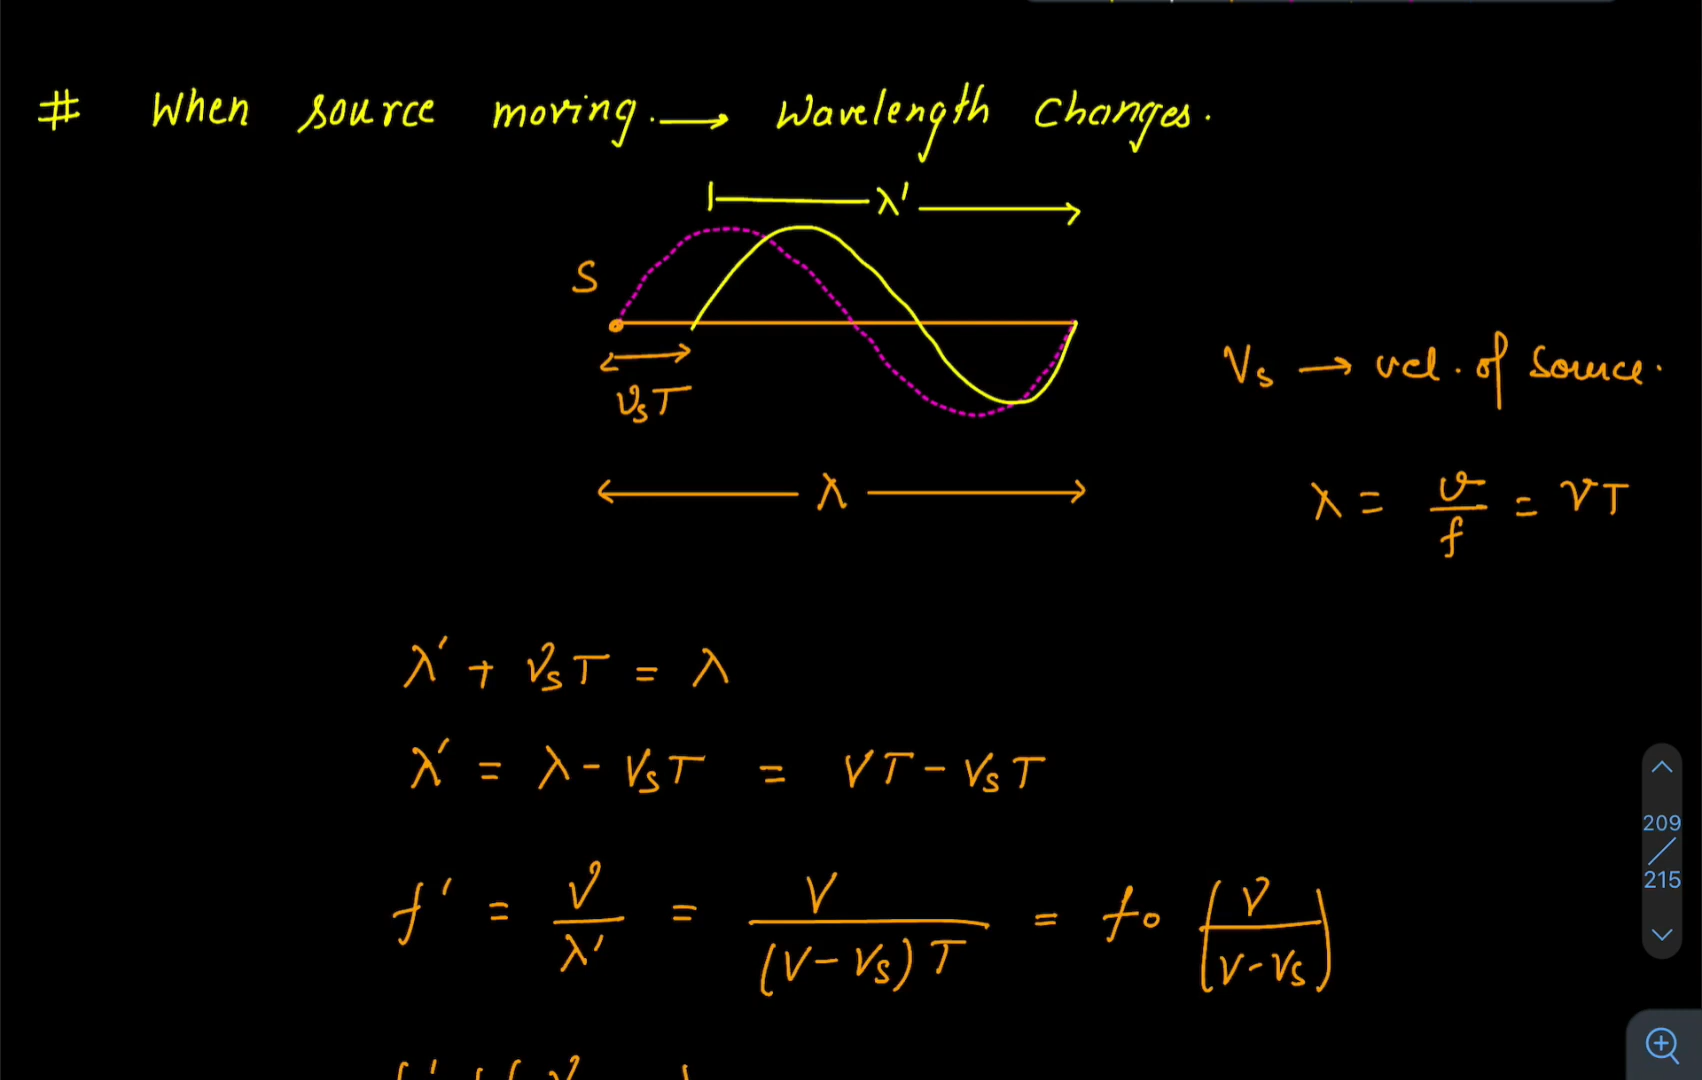 # When source moving. → Wavelength Changes.
λ'
S
Vs → vel. of Source.
VsT
λ = v/f = vT
λ
λ' + VsT = λ
λ' = λ - VsT = VT - VsT
f' = V/λ' = V/((V-Vs)T) = fo (V/(V-Vs))
209
/
215